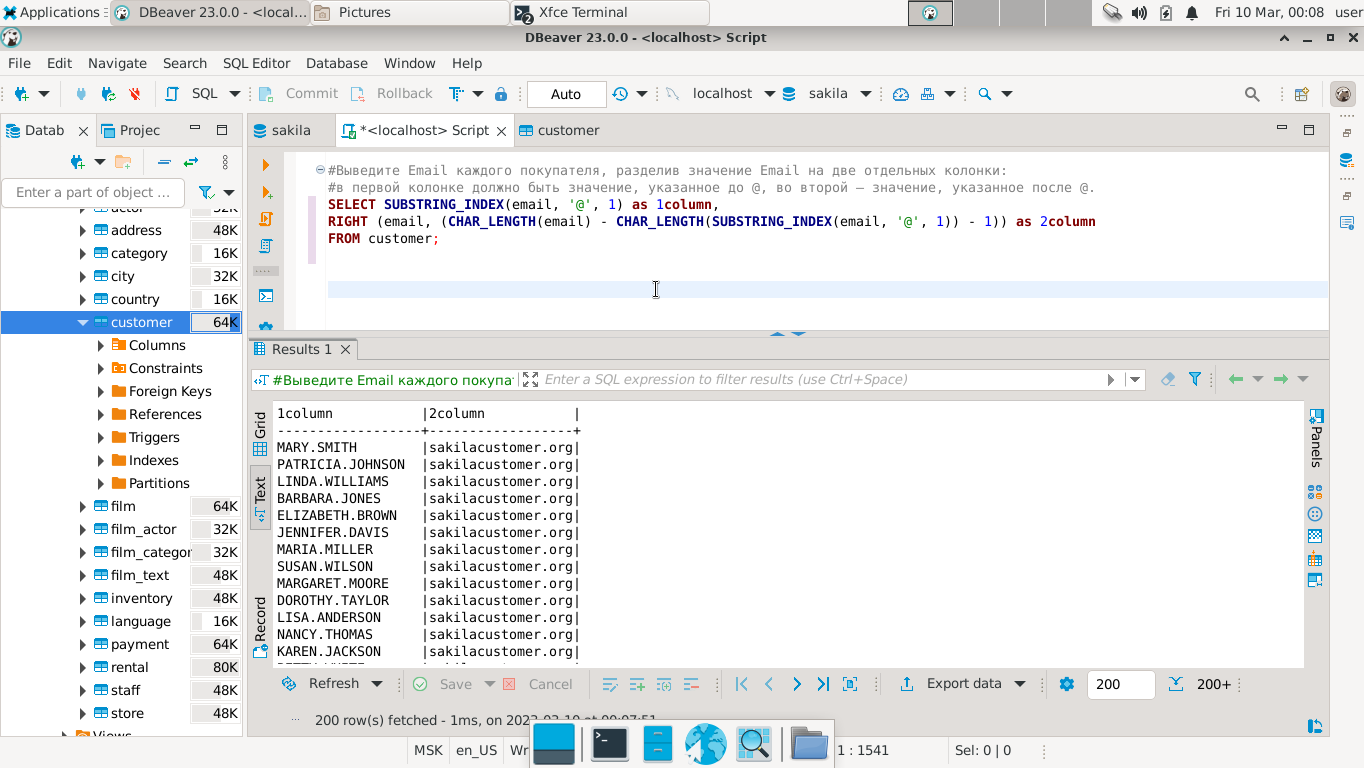 Applications
DBeaver 23.0.0 - <local...
Pictures
Xfce Terminal
Fri 10 Mar, 00:08 user
DBeaver 23.0.0 - <localhost> Script
File Edit Navigate Search SQL Editor Database Window Help
SQL Commit Rollback Auto localhost sakila
Datab Projec
sakila *<localhost> Script customer
Enter a part of object ...
actor 32K
address 48K
category 16K
city 32K
country 16K
customer 64K
Columns
Constraints
Foreign Keys
References
Triggers
Indexes
Partitions
film 64K
film_actor 32K
film_categor 32K
film_text 48K
inventory 48K
language 16K
payment 64K
rental 80K
staff 48K
store 48K
Views
#Выведите Email каждого покупателя, разделив значение Email на две отдельных колонки:
#в первой колонке должно быть значение, указанное до @, во второй — значение, указанное после @.
SELECT SUBSTRING_INDEX(email, '@', 1) as 1column,
RIGHT (email, (CHAR_LENGTH(email) - CHAR_LENGTH(SUBSTRING_INDEX(email, '@', 1)) - 1)) as 2column
FROM customer;
Results 1
#Выведите Email каждого покупа
Enter a SQL expression to filter results (use Ctrl+Space)
Grid
Text
Record
1column |2column |
------------------+------------------+
MARY.SMITH |sakilacustomer.org|
PATRICIA.JOHNSON |sakilacustomer.org|
LINDA.WILLIAMS |sakilacustomer.org|
BARBARA.JONES |sakilacustomer.org|
ELIZABETH.BROWN |sakilacustomer.org|
JENNIFER.DAVIS |sakilacustomer.org|
MARIA.MILLER |sakilacustomer.org|
SUSAN.WILSON |sakilacustomer.org|
MARGARET.MOORE |sakilacustomer.org|
DOROTHY.TAYLOR |sakilacustomer.org|
LISA.ANDERSON |sakilacustomer.org|
NANCY.THOMAS |sakilacustomer.org|
KAREN.JACKSON |sakilacustomer.org|
Panels
Refresh Save Cancel Export data 200 200+
200 row(s) fetched - 1ms, on
MSK en_US Wr 1 : 1541 Sel: 0 | 0